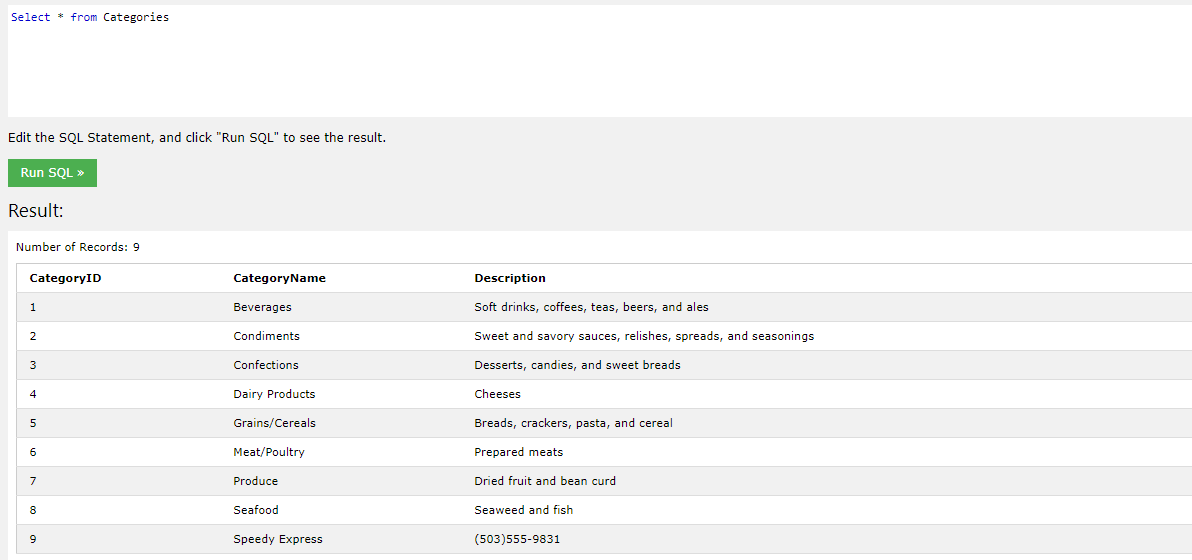 Select * from Categories
Edit the SQL Statement, and click "Run SQL" to see the result.
Run SQL »
Result:
Number of Records: 9
CategoryID CategoryName Description
1 Beverages Soft drinks, coffees, teas, beers, and ales
2 Condiments Sweet and savory sauces, relishes, spreads, and seasonings
3 Confections Desserts, candies, and sweet breads
4 Dairy Products Cheeses
5 Grains/Cereals Breads, crackers, pasta, and cereal
6 Meat/Poultry Prepared meats
7 Produce Dried fruit and bean curd
8 Seafood Seaweed and fish
9 Speedy Express (503)555-9831